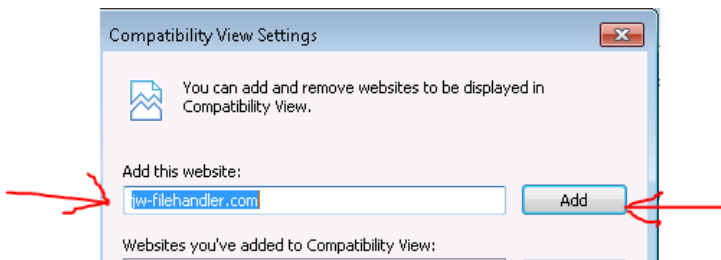 Compatibility View Settings
You can add and remove websites to be displayed in
Compatibility View.
Add this website:
jw-filehandler.com
Add
Websites you've added to Compatibility View: